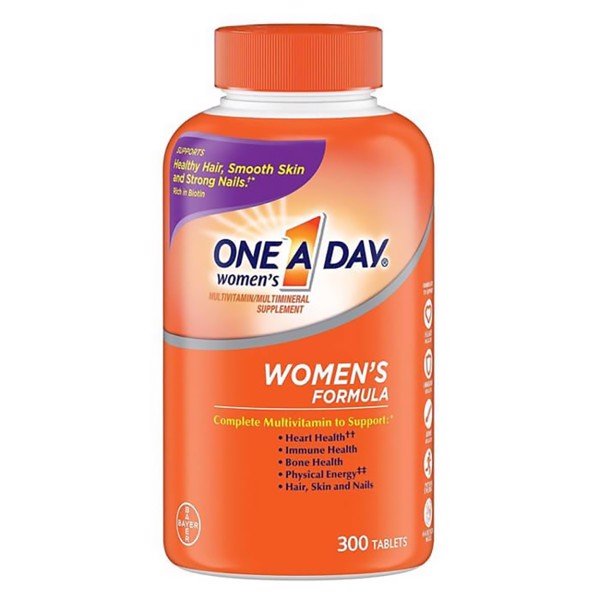 SUPPORTS
Healthy Hair, Smooth Skin
and Strong Nails.†*
Rich in Biotin
ONE A DAY®
1
women's
MULTIVITAMIN/MULTIMINERAL
SUPPLEMENT
WOMEN'S
FORMULA
Complete Multivitamin to Support:*
• Heart Health††
• Immune Health
• Bone Health
• Physical Energy‡‡
• Hair, Skin and Nails
BAYER
BAYER
300 TABLETS